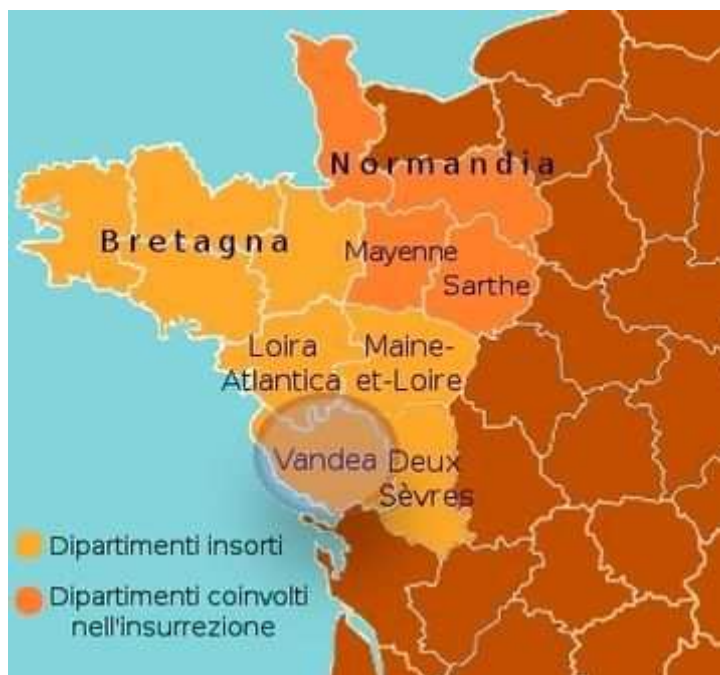 Normandia
Bretagna
Mayenne
Sarthe
Loira
Atlantica
Maine-
et-Loire
Vandea
Deux
Sèvres
Dipartimenti insorti
Dipartimenti coinvolti
nell'insurrezione